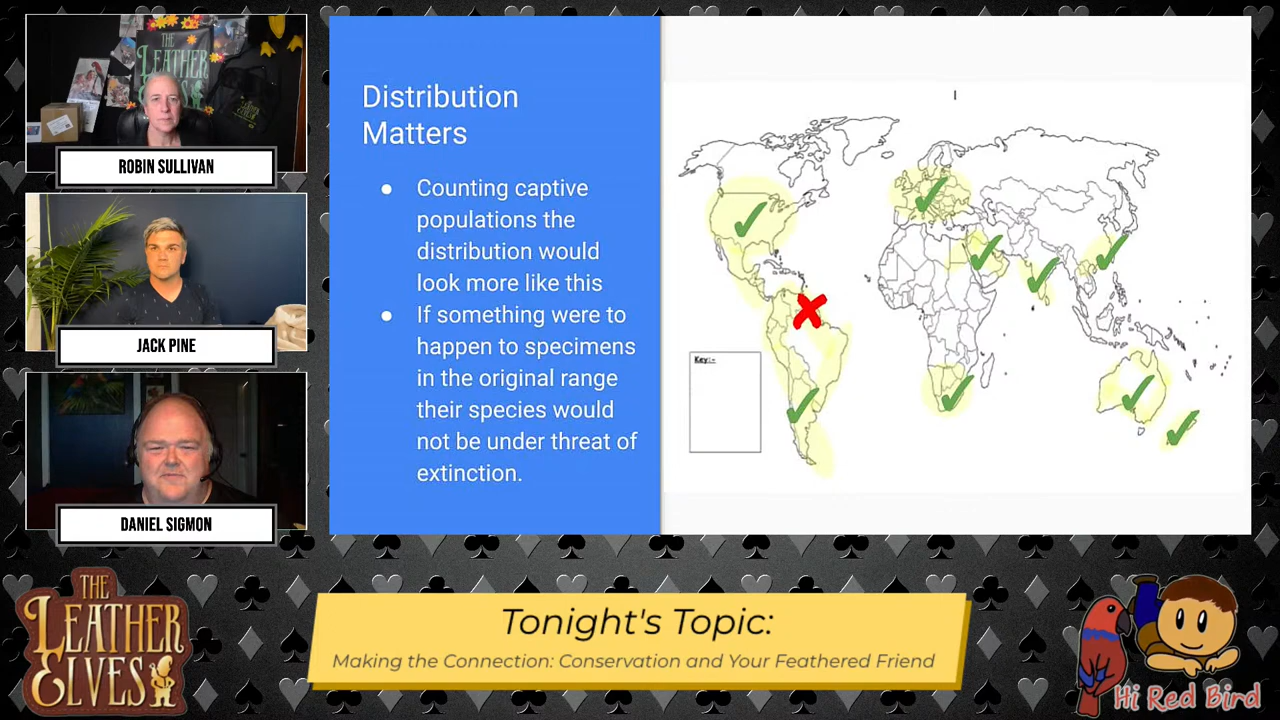 THE
LEATHER
ELVES
ROBIN SULLIVAN
JACK PINE
DANIEL SIGMON
Distribution
Matters
● Counting captive
populations the
distribution would
look more like this
● If something were to
happen to specimens
in the original range
their species would
not be under threat of
extinction.
Key:-
THE
LEATHER
ELVES
Tonight's Topic:
Making the Connection: Conservation and Your Feathered Friend
Hi Red Bird